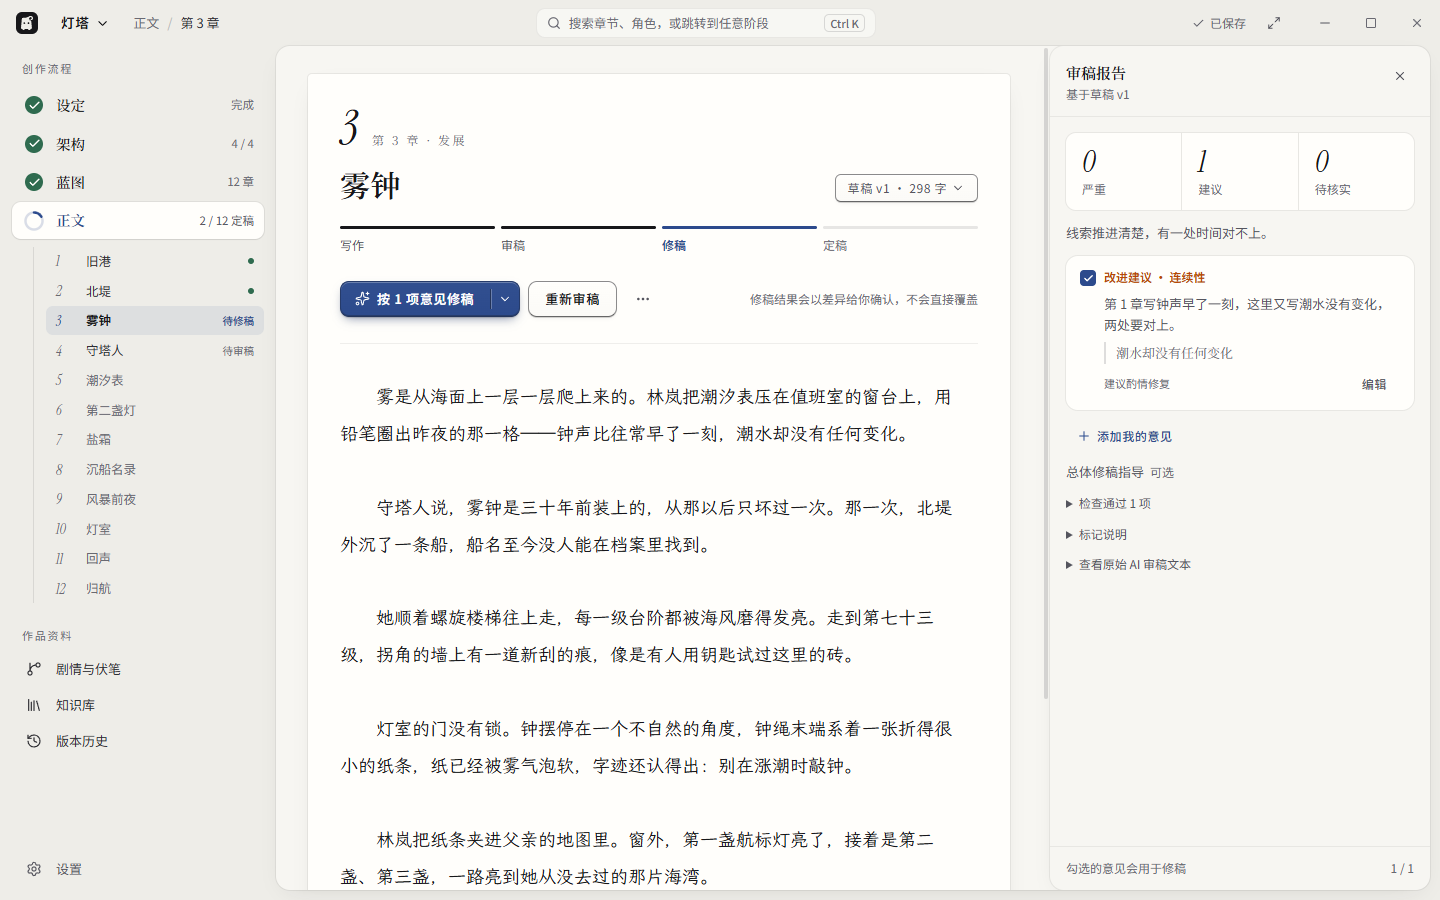 灯塔
正文 / 第 3 章
搜索章节、角色，或跳转到任意阶段
Ctrl K
已保存
创作流程
设定
完成
架构
4 / 4
蓝图
12 章
正文
2 / 12 定稿
1 旧港
2 北堤
3 雾钟 待修稿
4 守塔人 待审稿
5 潮汐表
6 第二盏灯
7 盐霜
8 沉船名录
9 风暴前夜
10 灯室
11 回声
12 归航
作品资料
剧情与伏笔
知识库
版本历史
设置
3 第 3 章 · 发展
雾钟
草稿 v1 • 298 字
写作
审稿
修稿
定稿
按 1 项意见修稿
重新审稿
修稿结果会以差异给你确认，不会直接覆盖
雾是从海面上一层一层爬上来的。林岚把潮汐表压在值班室的窗台上，用
铅笔圈出昨夜的那一格——钟声比往常早了一刻，潮水却没有任何变化。
守塔人说，雾钟是三十年前装上的，从那以后只坏过一次。那一次，北堤
外沉了一条船，船名至今没人能在档案里找到。
她顺着螺旋楼梯往上走，每一级台阶都被海风磨得发亮。走到第七十三
级，拐角的墙上有一道新刮的痕，像是有人用钥匙试过这里的砖。
灯室的门没有锁。钟摆停在一个不自然的角度，钟绳末端系着一张折得很
小的纸条，纸已经被雾气泡软，字迹还认得出：别在涨潮时敲钟。
林岚把纸条夹进父亲的地图里。窗外，第一盏航标灯亮了，接着是第二
盏、第三盏，一路亮到她从没去过的那片海湾。
审稿报告
基于草稿 v1
0
严重
1
建议
0
待核实
线索推进清楚，有一处时间对不上。
改进建议 • 连续性
第 1 章写钟声早了一刻，这里又写潮水没有变化，
两处要对上。
潮水却没有任何变化
建议酌情修复
编辑
添加我的意见
总体修稿指导 可选
检查通过 1 项
标记说明
查看原始 AI 审稿文本
勾选的意见会用于修稿
1 / 1